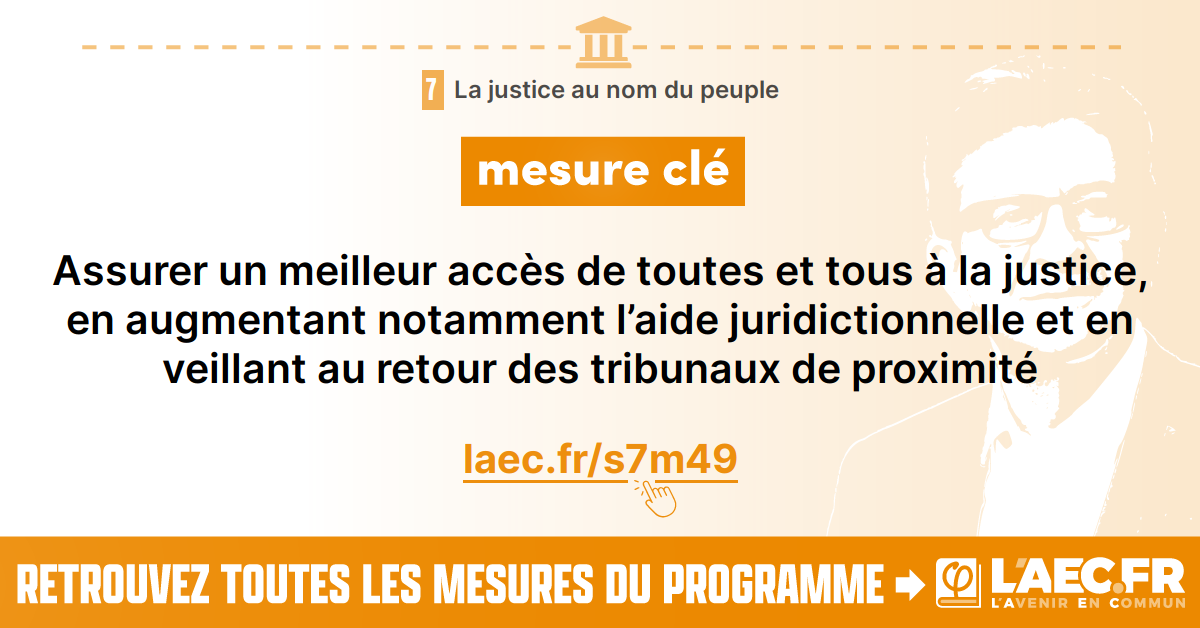 7 La justice au nom du peuple
mesure clé
Assurer un meilleur accès de toutes et tous à la justice,
en augmentant notamment l’aide juridictionnelle et en
veillant au retour des tribunaux de proximité
laec.fr/s7m49
RETROUVEZ TOUTES LES MESURES DU PROGRAMME
φ L'AEC.FR
L'AVENIR EN COMMUN